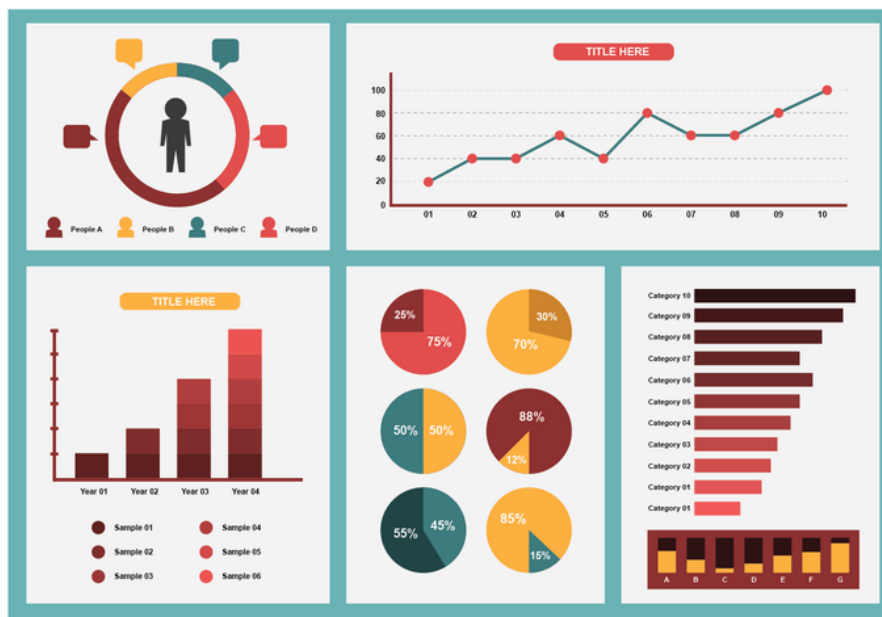 People A People B People C People D
TITLE HERE
100
80
60
40
20
0
01 02 03 04 05 06 07 08 09 10
TITLE HERE
Year 01 Year 02 Year 03 Year 04
Sample 01 Sample 04
Sample 02 Sample 05
Sample 03 Sample 06
25%
75%
30%
70%
50% 50%
88%
12%
55% 45%
85%
15%
Category 10
Category 09
Category 08
Category 07
Category 06
Category 05
Category 04
Category 03
Category 02
Category 01
Category 01
A B C D E F G